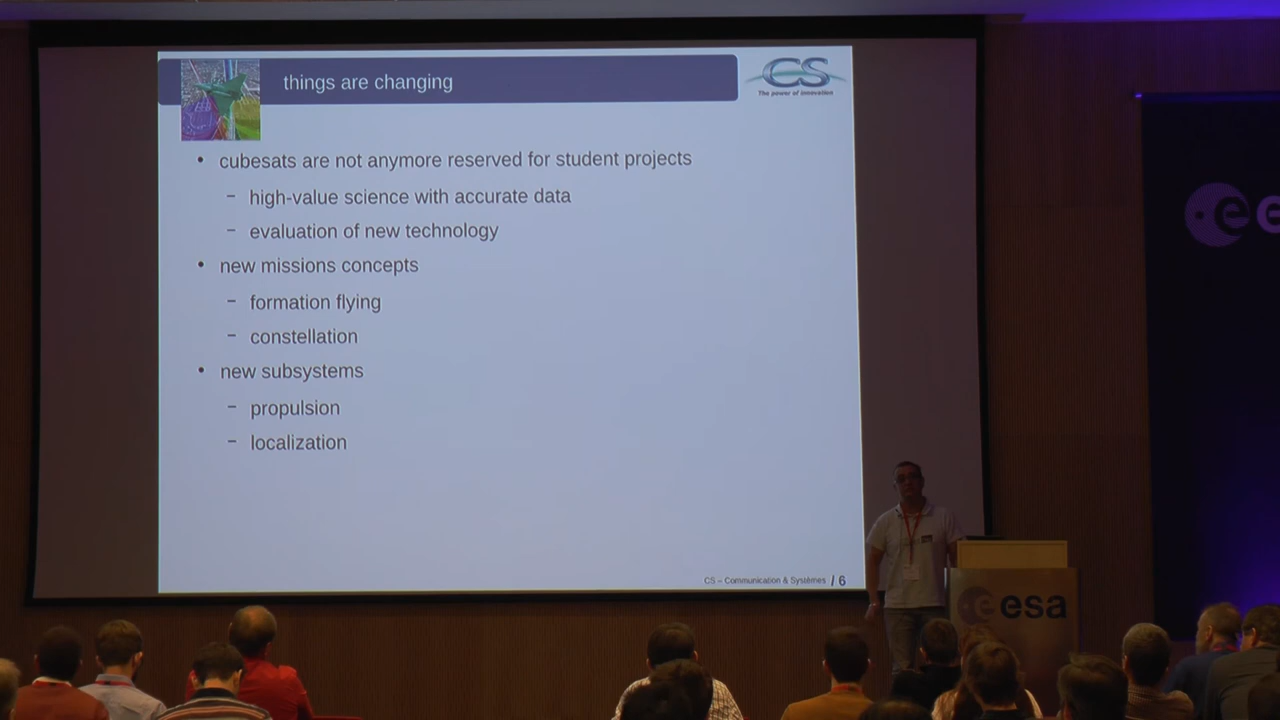 things are changing
CS
The power of innovation
• cubesats are not anymore reserved for student projects
– high-value science with accurate data
– evaluation of new technology
• new missions concepts
– formation flying
– constellation
• new subsystems
– propulsion
– localization
CS – Communication & Systèmes / 6
esa